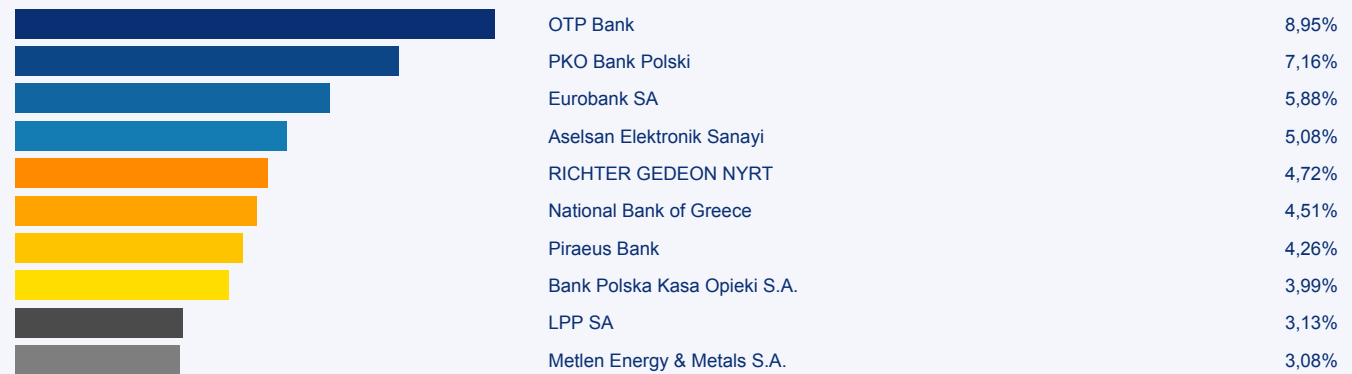 OTP Bank 8,95%
PKO Bank Polski 7,16%
Eurobank SA 5,88%
Aselsan Elektronik Sanayi 5,08%
RICHTER GEDEON NYRT 4,72%
National Bank of Greece 4,51%
Piraeus Bank 4,26%
Bank Polska Kasa Opieki S.A. 3,99%
LPP SA 3,13%
Metlen Energy & Metals S.A. 3,08%